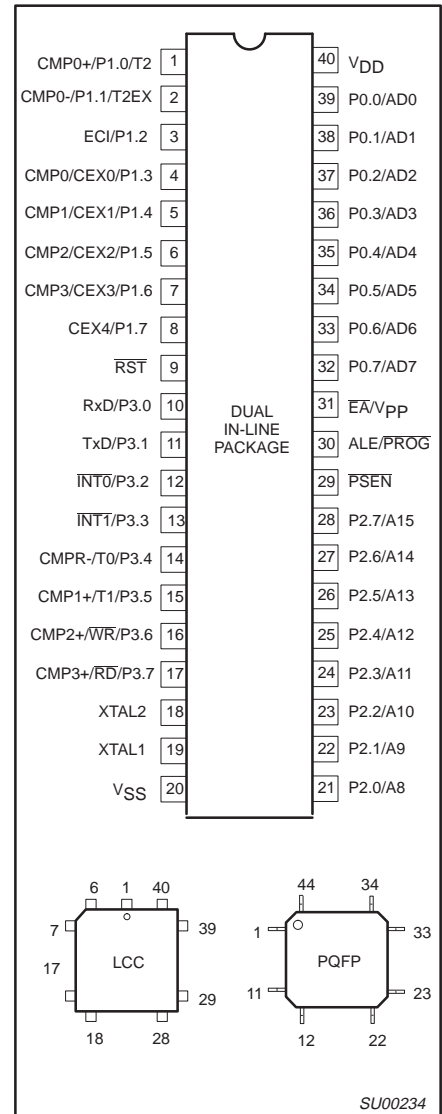 CMP0+/P1.0/T2 1 40 VDD
CMP0-/P1.1/T2EX 2 39 P0.0/AD0
ECI/P1.2 3 38 P0.1/AD1
CMP0/CEX0/P1.3 4 37 P0.2/AD2
CMP1/CEX1/P1.4 5 36 P0.3/AD3
CMP2/CEX2/P1.5 6 35 P0.4/AD4
CMP3/CEX3/P1.6 7 34 P0.5/AD5
CEX4/P1.7 8 33 P0.6/AD6
R̅S̅T̅ 9 32 P0.7/AD7
RxD/P3.0 10 31 E̅A̅/VPP
TxD/P3.1 11 30 ALE/P̅R̅O̅G̅
I̅N̅T̅0̅/P3.2 12 29 P̅S̅E̅N̅
I̅N̅T̅1̅/P3.3 13 28 P2.7/A15
CMPR-/T0/P3.4 14 27 P2.6/A14
CMP1+/T1/P3.5 15 26 P2.5/A13
CMP2+/W̅R̅/P3.6 16 25 P2.4/A12
CMP3+/R̅D̅/P3.7 17 24 P2.3/A11
XTAL2 18 23 P2.2/A10
XTAL1 19 22 P2.1/A9
VSS 20 21 P2.0/A8
DUAL
IN-LINE
PACKAGE
6 1 40
7 39
LCC
17
29
18 28
44 34
1 33
PQFP
11 23
12 22
SU00234